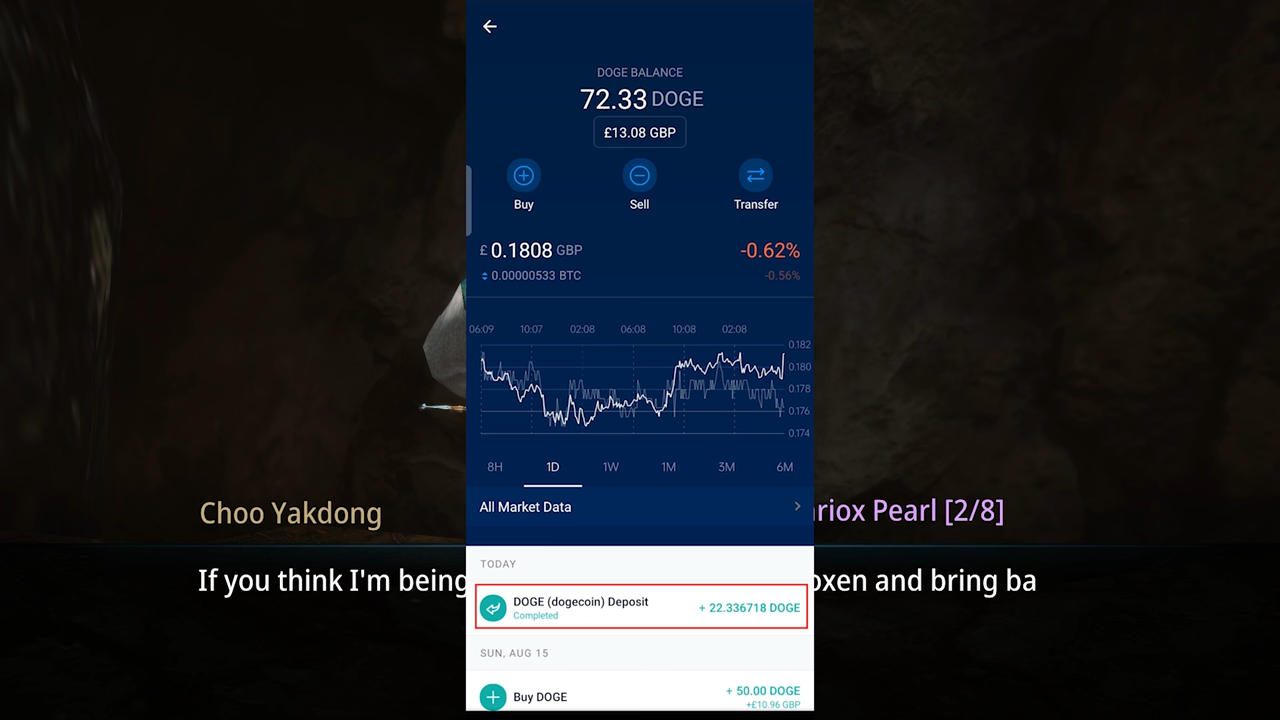 DOGE BALANCE
72.33 DOGE
£13.08 GBP
Buy Sell Transfer
£ 0.1808 GBP -0.62%
0.00000533 BTC -0.56%
06:09 10:07 02:08 06:08 10:08 02:08
0.182
0.180
0.178
0.176
0.174
8H 1D 1W 1M 3M 6M
All Market Data
Choo Yakdong
riox Pearl [2/8]
TODAY
If you think I'm being
oxen and bring ba
DOGE (dogecoin) Deposit + 22.336718 DOGE
Completed
SUN, AUG 15
Buy DOGE + 50.00 DOGE
+£10.96 GBP